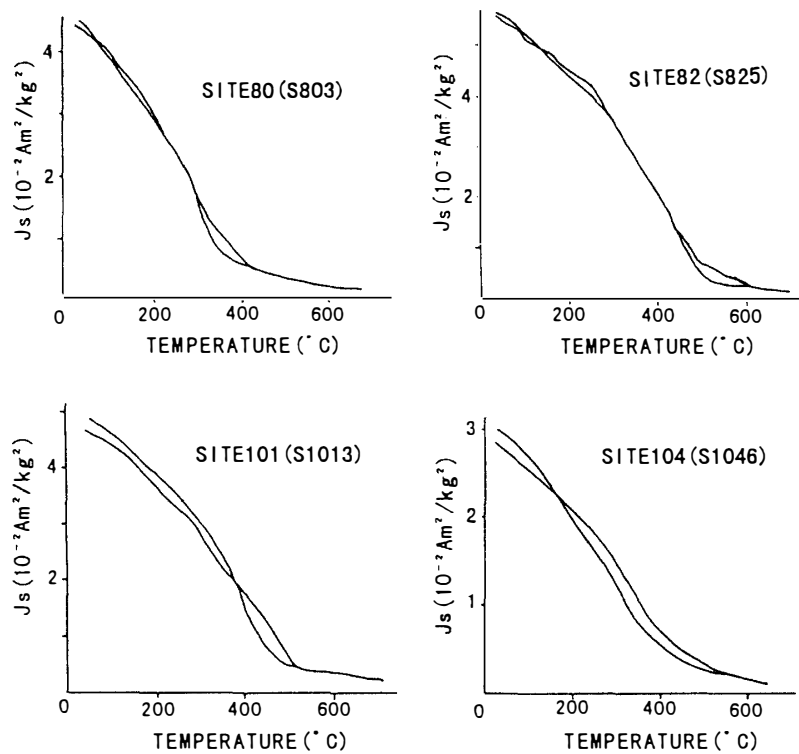 SITE80(S803)
Js(10⁻²Am²/kg²)
4
2
0
200
400
600
TEMPERATURE(°C)
SITE82(S825)
Js(10⁻²Am²/kg²)
4
2
0
200
400
600
TEMPERATURE(°C)
SITE101(S1013)
Js(10⁻²Am²/kg²)
4
2
0
200
400
600
TEMPERATURE(°C)
SITE104(S1046)
Js(10⁻²Am²/kg²)
3
2
1
0
200
400
600
TEMPERATURE(°C)